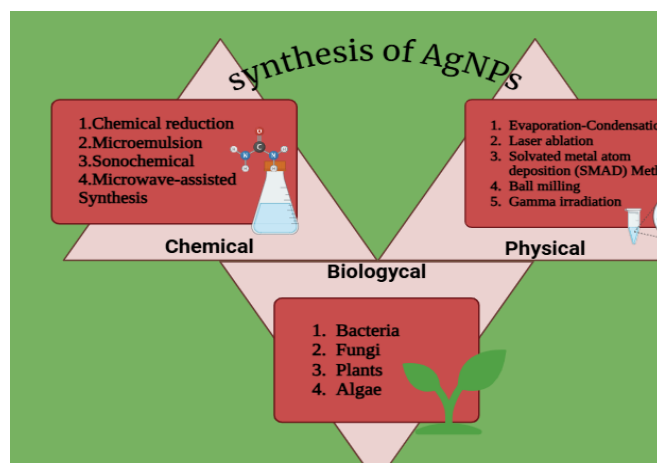 synthesis of AgNPs
1.Chemical reduction
2.Microemulsion
3.Sonochemical
4.Microwave-assisted
Synthesis
Chemical
1. Evaporation-Condensatio
2. Laser ablation
3. Solvated metal atom
deposition (SMAD) Meth
4. Ball milling
5. Gamma irradiation
Physical
Biologycal
1. Bacteria
2. Fungi
3. Plants
4. Algae